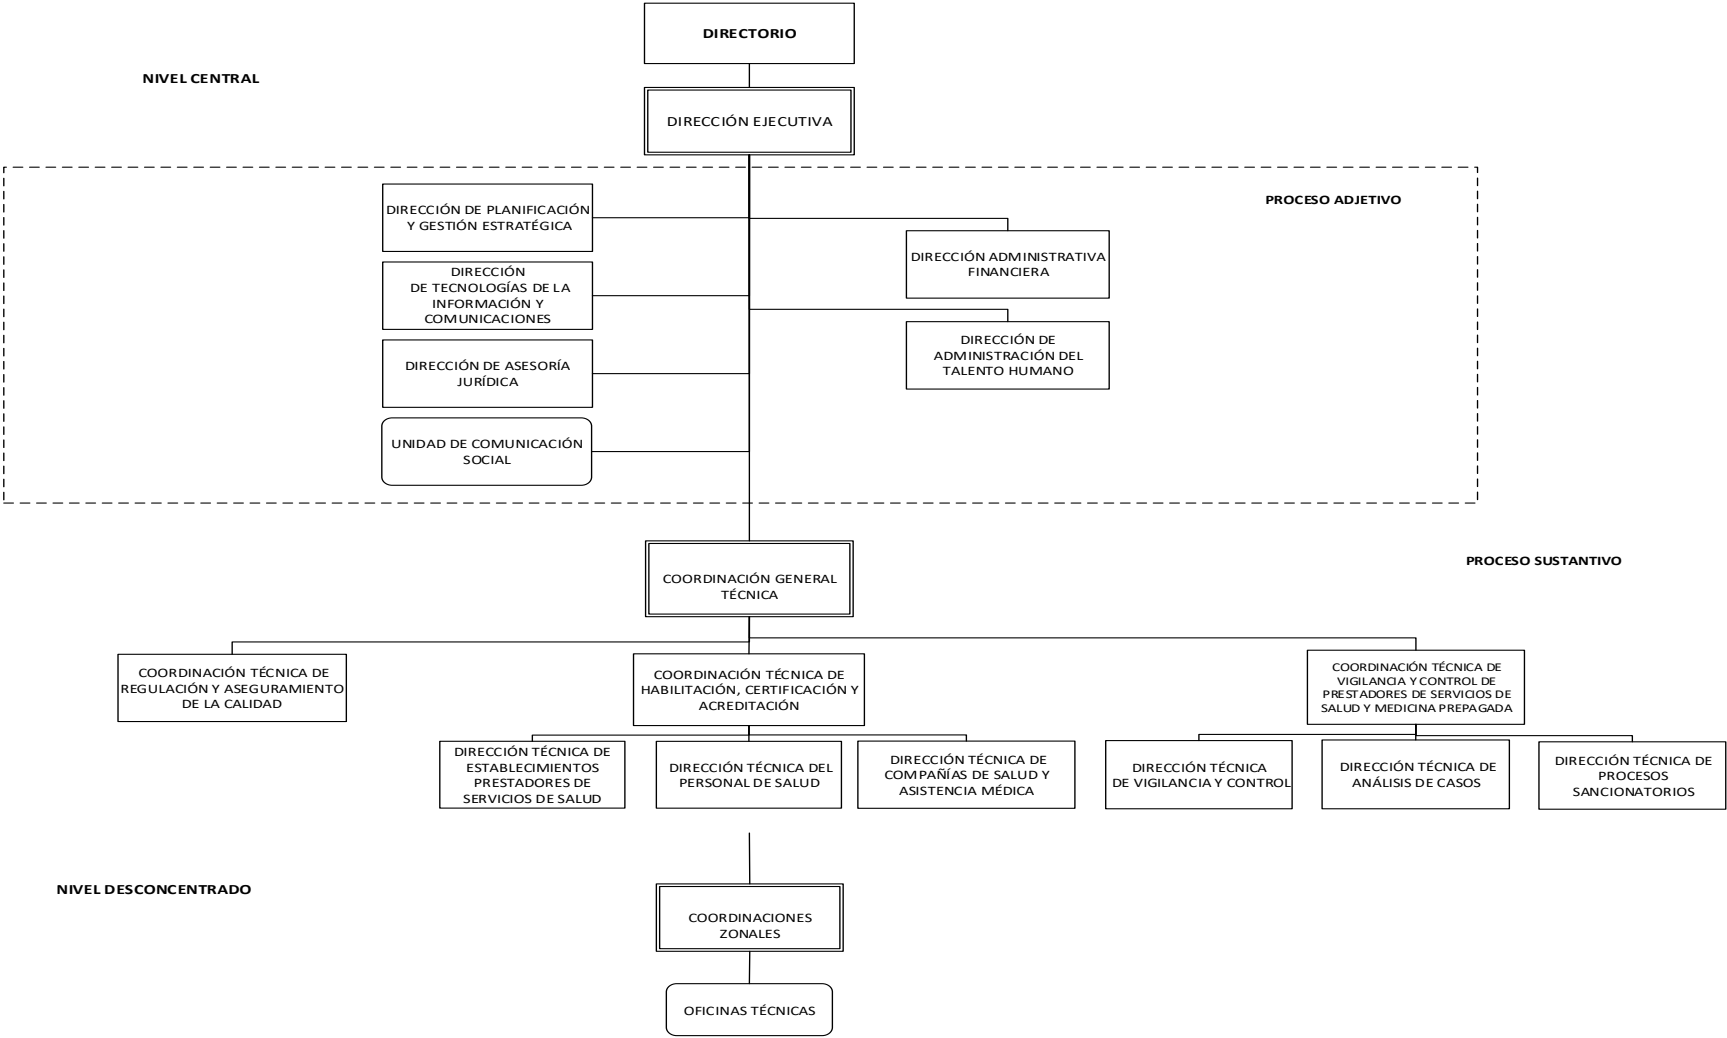 DIRECTORIO
NIVEL CENTRAL
DIRECCIÓN EJECUTIVA
PROCESO ADJETIVO
DIRECCIÓN DE PLANIFICACIÓN
Y GESTIÓN ESTRATÉGICA
DIRECCIÓN ADMINISTRATIVA
FINANCIERA
DIRECCIÓN
DE TECNOLOGÍAS DE LA
INFORMACIÓN Y
COMUNICACIONES
DIRECCIÓN DE
ADMINISTRACIÓN DEL
TALENTO HUMANO
DIRECCIÓN DE ASESORÍA
JURÍDICA
UNIDAD DE COMUNICACIÓN
SOCIAL
PROCESO SUSTANTIVO
COORDINACIÓN GENERAL
TÉCNICA
COORDINACIÓN TÉCNICA DE
REGULACIÓN Y ASEGURAMIENTO
DE LA CALIDAD
COORDINACIÓN TÉCNICA DE
HABILITACIÓN, CERTIFICACIÓN Y
ACREDITACIÓN
COORDINACIÓN TÉCNICA DE
VIGILANCIA Y CONTROL DE
PRESTADORES DE SERVICIOS DE
SALUD Y MEDICINA PREPAGADA
DIRECCIÓN TÉCNICA DE
ESTABLECIMIENTOS
PRESTADORES DE
SERVICIOS DE SALUD
DIRECCIÓN TÉCNICA DEL
PERSONAL DE SALUD
DIRECCIÓN TÉCNICA DE
COMPAÑÍAS DE SALUD Y
ASISTENCIA MÉDICA
DIRECCIÓN TÉCNICA
DE VIGILANCIA Y CONTROL
DIRECCIÓN TÉCNICA DE
ANÁLISIS DE CASOS
DIRECCIÓN TÉCNICA DE
PROCESOS
SANCIONATORIOS
NIVEL DESCONCENTRADO
COORDINACIONES
ZONALES
OFICINAS TÉCNICAS